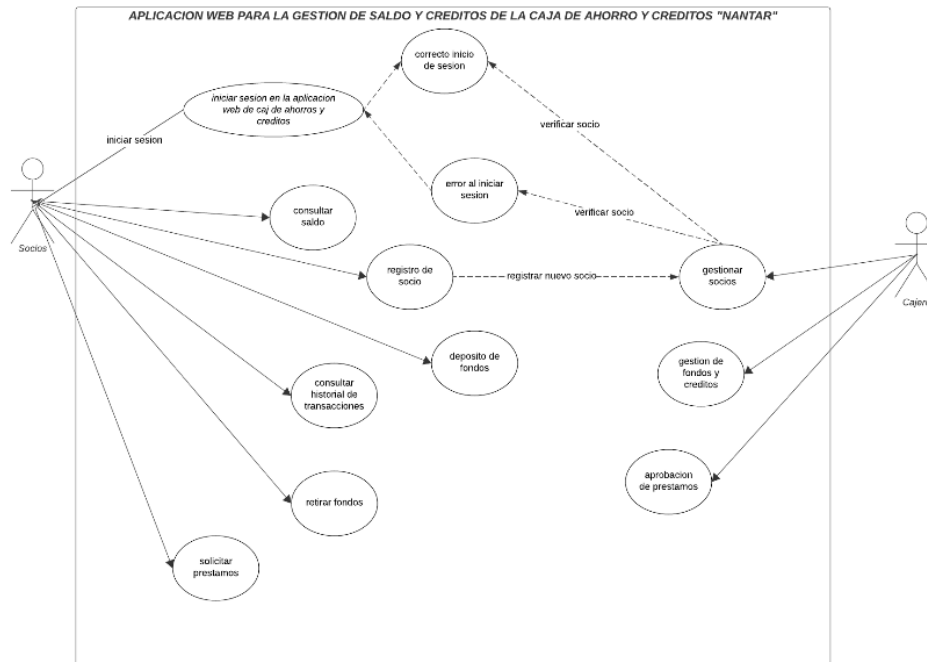 APLICACION WEB PARA LA GESTION DE SALDO Y CREDITOS DE LA CAJA DE AHORRO Y CREDITOS "NANTAR"
correcto inicio
de sesion
iniciar sesion en la aplicacion
web de caj de ahorros y
creditos
verificar socio
iniciar sesion
error al iniciar
sesion
consultar
saldo
verificar socio
Socios
registro de
socio
registrar nuevo socio
gestionar
socios
Cajero
deposito de
fondos
gestion de
fondos y
creditos
consultar
historial de
transacciones
aprobacion
de prestamos
retirar fondos
solicitar
prestamos